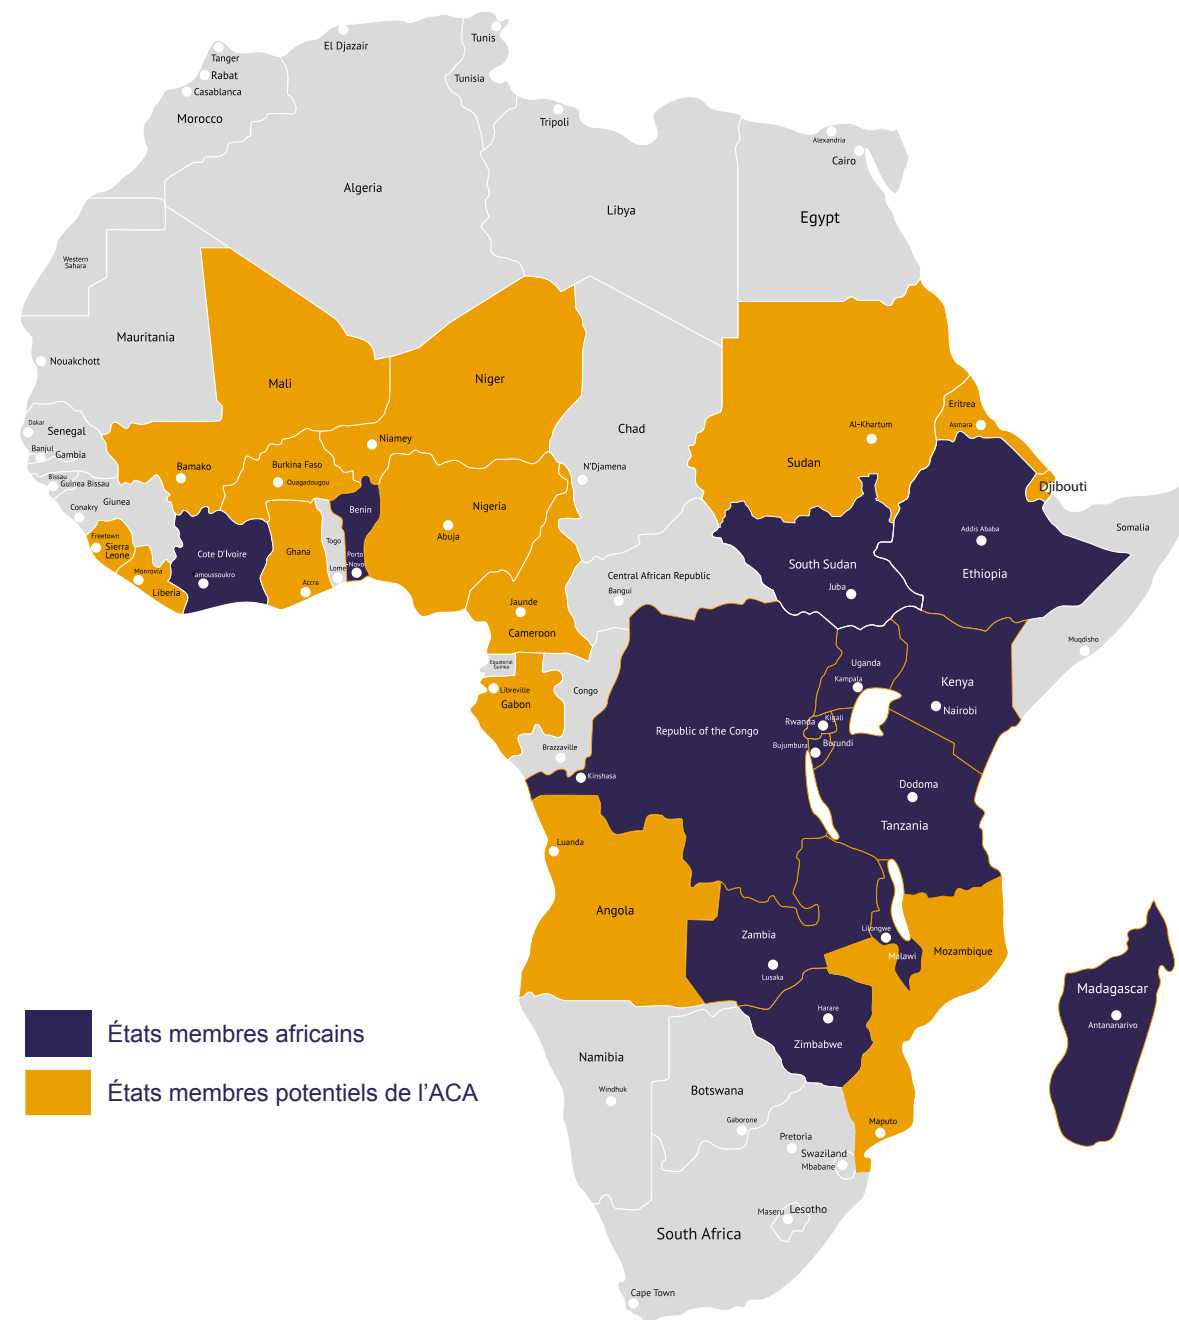 Tunis
El Djazair
Tanger
Rabat
Tunisia
Casablanca
Morocco
Tripoli
Alexandria
Cairo
Algeria
Libya
Egypt
Western
Sahara
Mauritania
Nouakchott
Mali
Niger
Eritrea
Asmara
Dakar
Senegal
Chad
Al-Khartum
Niamey
Banjul
Gambia
Bamako
Burkina Faso
Ouagadougou
N'Djamena
Sudan
Djibouti
Bissau
Guinea Bissau
Giunea
Conakry
Benin
Nigeria
Abuja
Addis Ababa
Somalia
Freetown
Sierra
Leone
Cote D'Ivoire
Ghana
Togo
Porto
-Novo
Lome
Monrovia
Liberia
amoussoukro
Accra
South Sudan
Juba
Ethiopia
Central African Republic
Bangui
Jaunde
Cameroon
Muqdisho
Equatorial
Guinea
Libreville
Gabon
Congo
Uganda
Kampala
Kenya
Nairobi
Republic of the Congo
Rwanda
Kigali
Bujumbura
Burundi
Brazzaville
Kinshasa
Dodoma
Tanzania
Luanda
Angola
Zambia
Lusaka
Lilongwe
Malawi
Mozambique
Madagascar
Antananarivo
Harare
Zimbabwe
États membres africains
États membres potentiels de l’ACA
Namibia
Windhuk
Botswana
Gaborone
Maputo
Pretoria
Swaziland
Mbabane
Maseru
Lesotho
South Africa
Cape Town